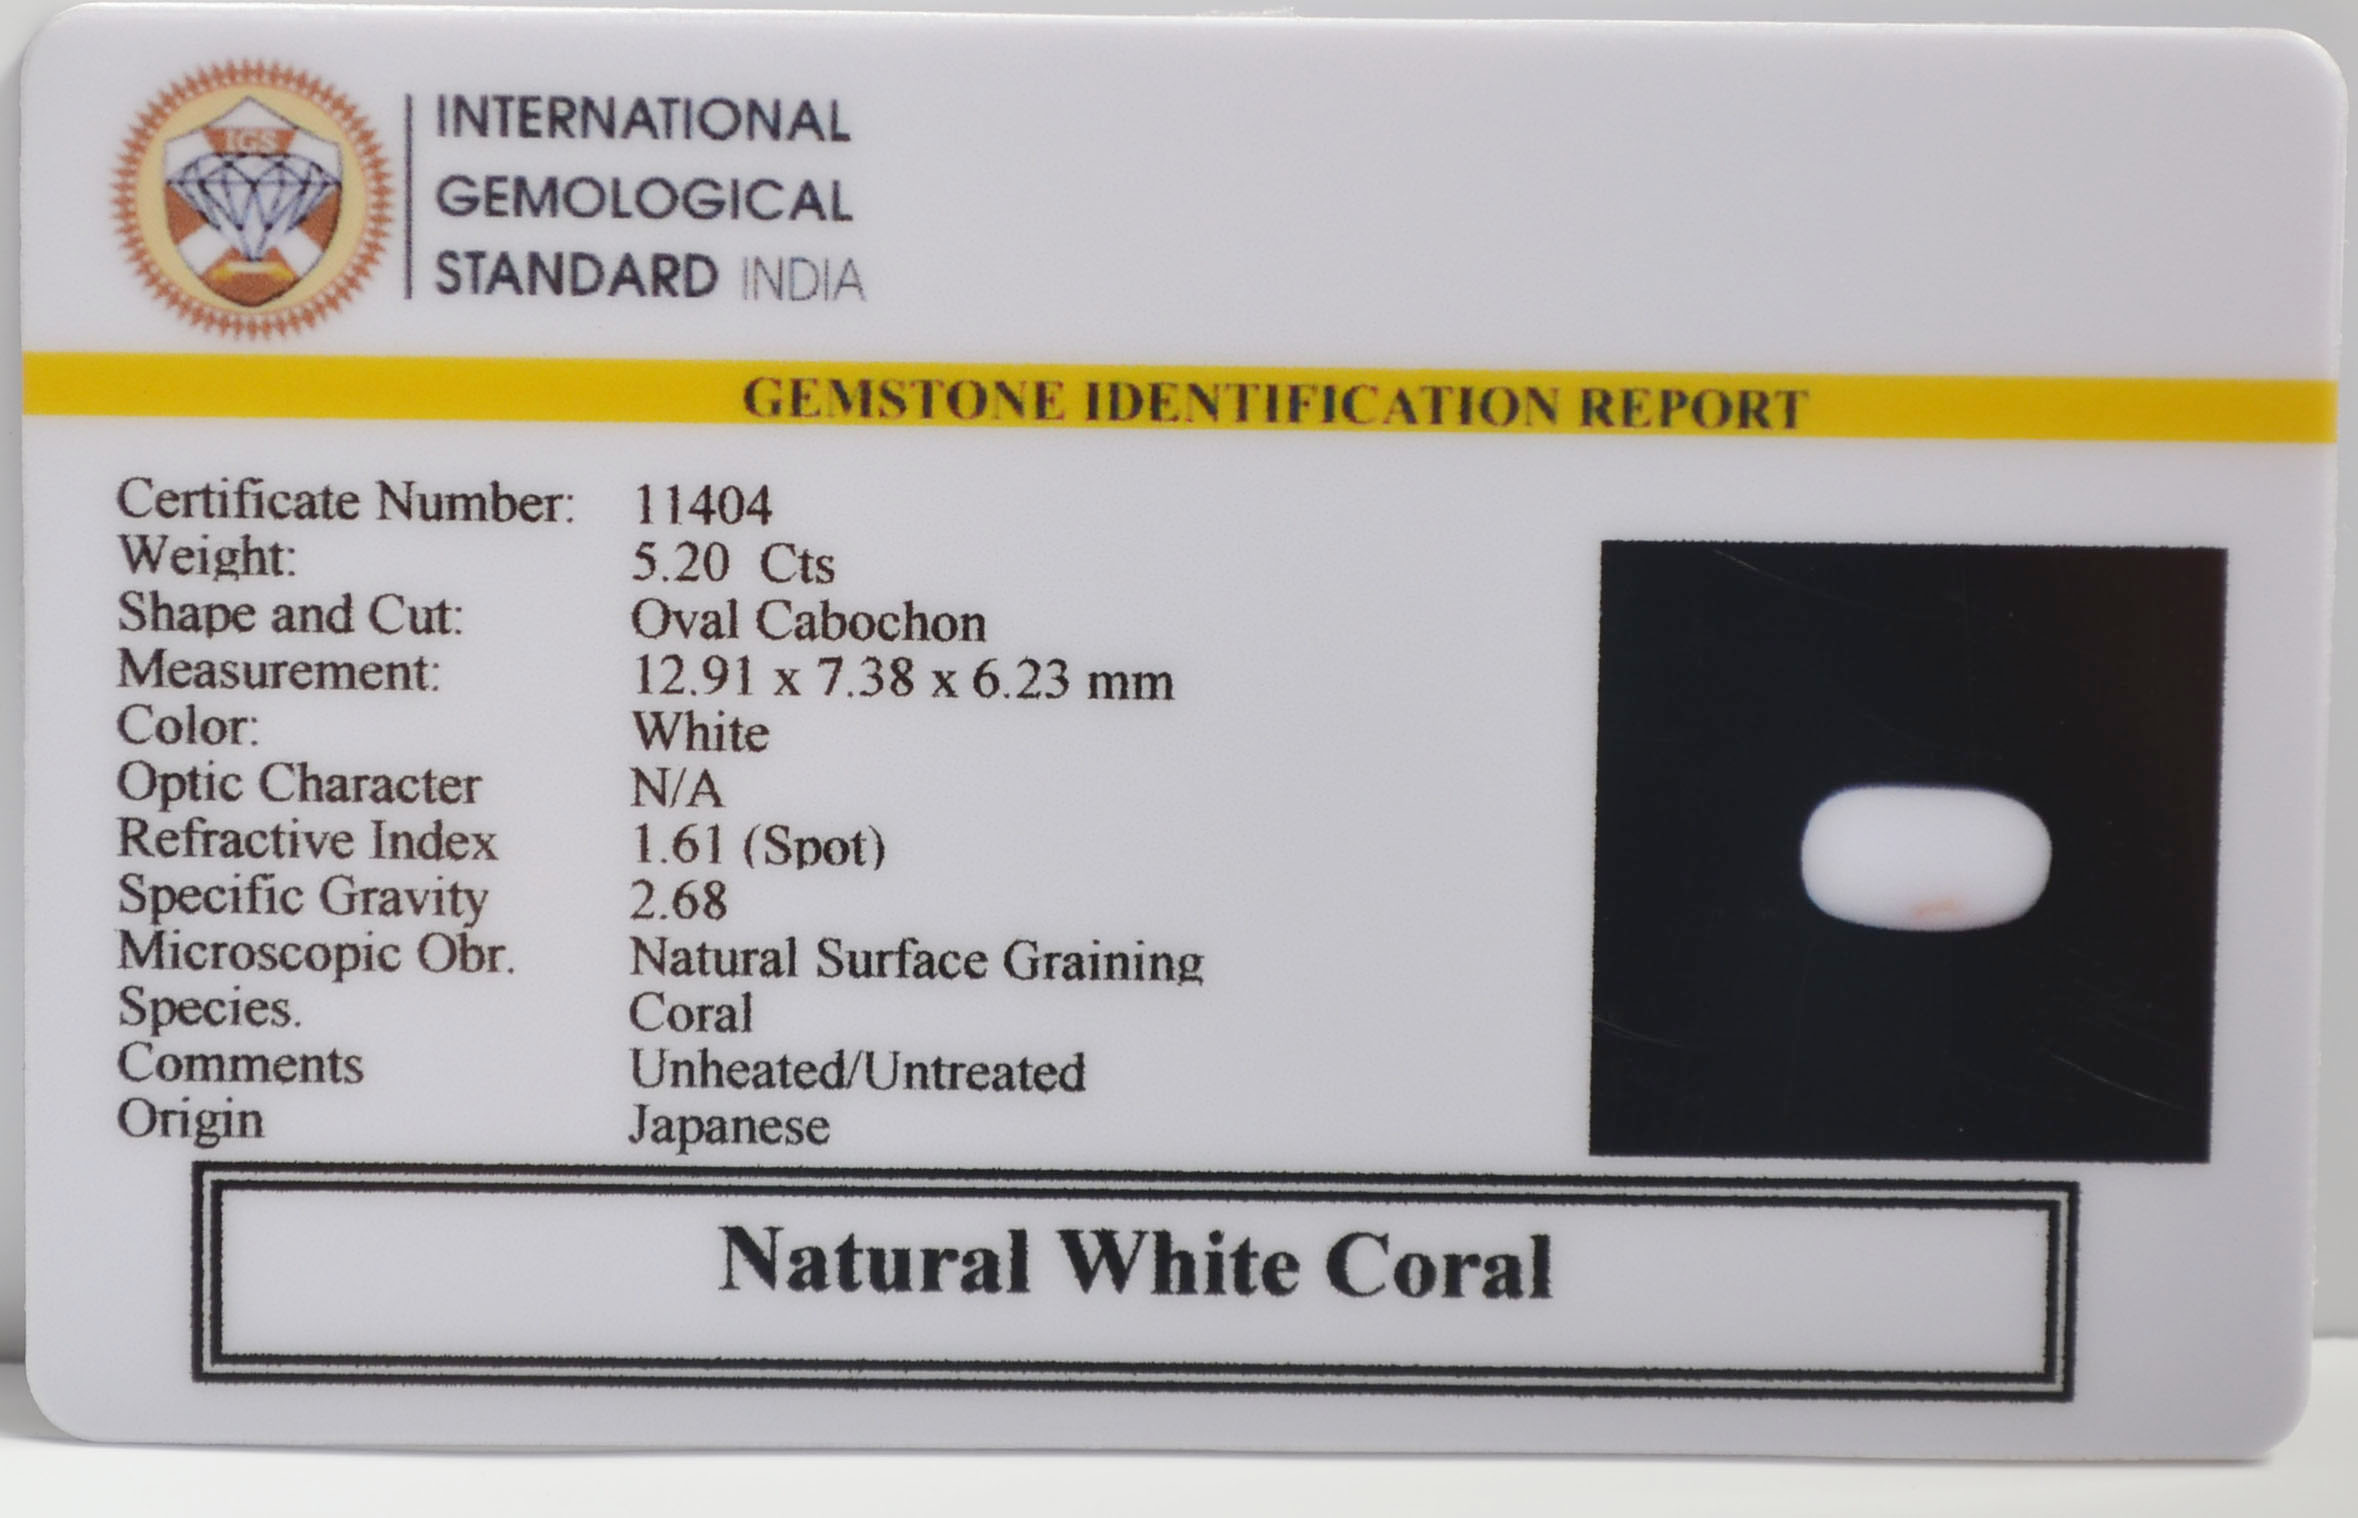 IGS
INTERNATIONAL
GEMOLOGICAL
STANDARD INDIA
GEMSTONE IDENTIFICATION REPORT
Certificate Number: 11404
Weight: 5.20 Cts
Shape and Cut: Oval Cabochon
Measurement: 12.91 x 7.38 x 6.23 mm
Color: White
Optic Character N/A
Refractive Index 1.61 (Spot)
Specific Gravity 2.68
Microscopic Obr. Natural Surface Graining
Species. Coral
Comments Unheated/Untreated
Origin Japanese
Natural White Coral